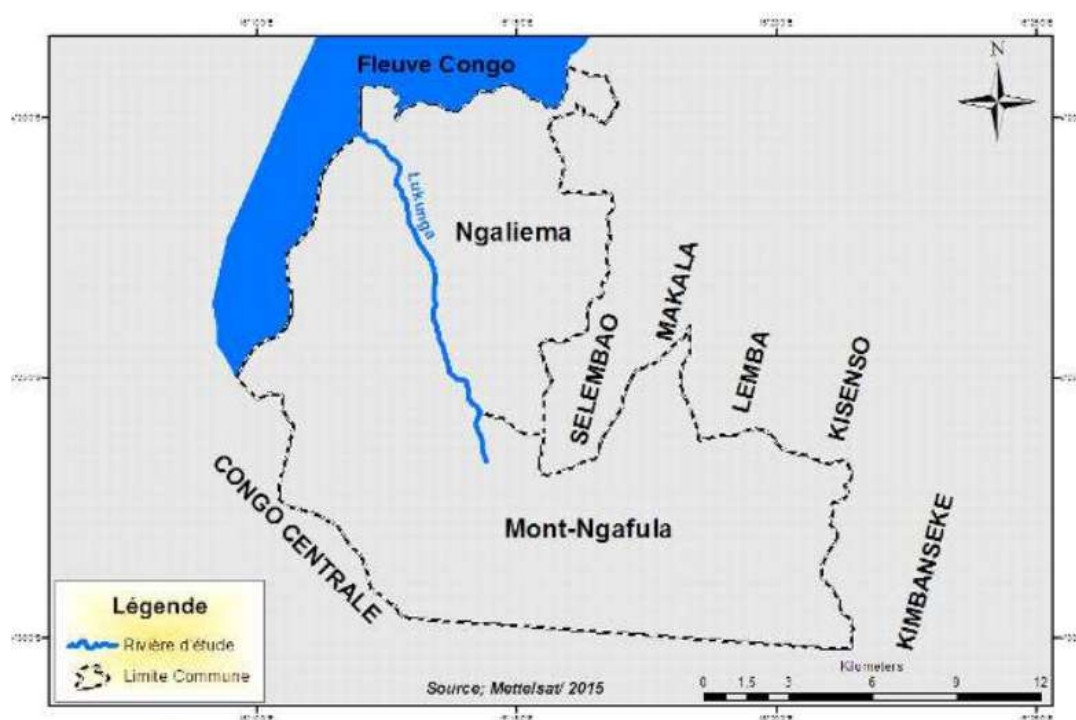 Fleuve Congo
N
Lukunga
Ngaliema
MAKALA
SELEMBAO
LEMBA
KISENSO
CONGO CENTRALE
Mont-Ngafula
KIMBANSEKE
Légende
Rivière d'étude
Limite Commune
Source; Mettelsat/ 2015
Kilometers
0 1,5 3 6 9 12